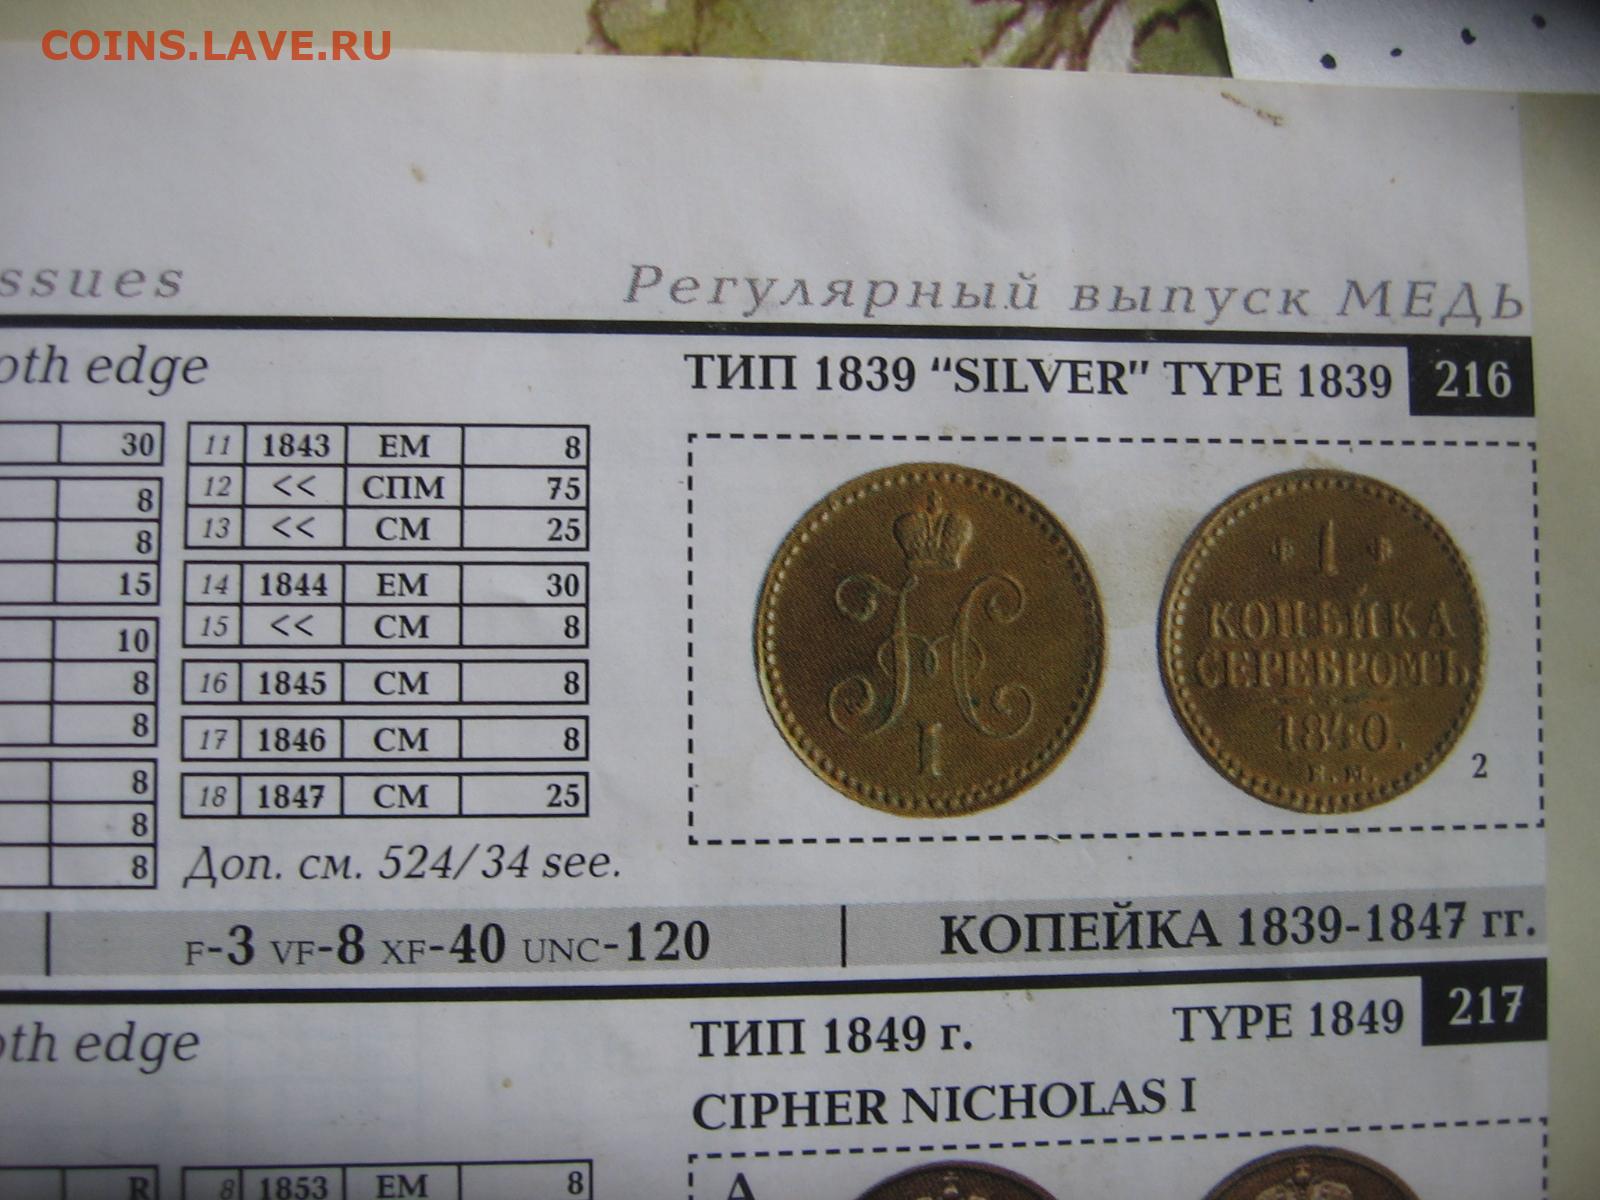 COINS.LAVE.RU
ssues Регулярный выпуск МЕДЬ
oth edge ТИП 1839 "SILVER" TYPE 1839 216
30
8
8
15
10
8
8
8
8
8
11 1843 ЕМ 8
12 << СПМ 75
13 << СМ 25
14 1844 ЕМ 30
15 << СМ 8
16 1845 СМ 8
17 1846 СМ 8
18 1847 СМ 25
Доп. см. 524/34 see.
Н
I
1
КОПѢЙКА
СЕРЕБРОМЪ
1840.
Е.М.
2
F-3 VF-8 XF-40 UNC-120 КОПЕЙКА 1839-1847 гг.
217
oth edge ТИП 1849 г. TYPE 1849
CIPHER NICHOLAS I
R
8 1853 ЕМ 8
А